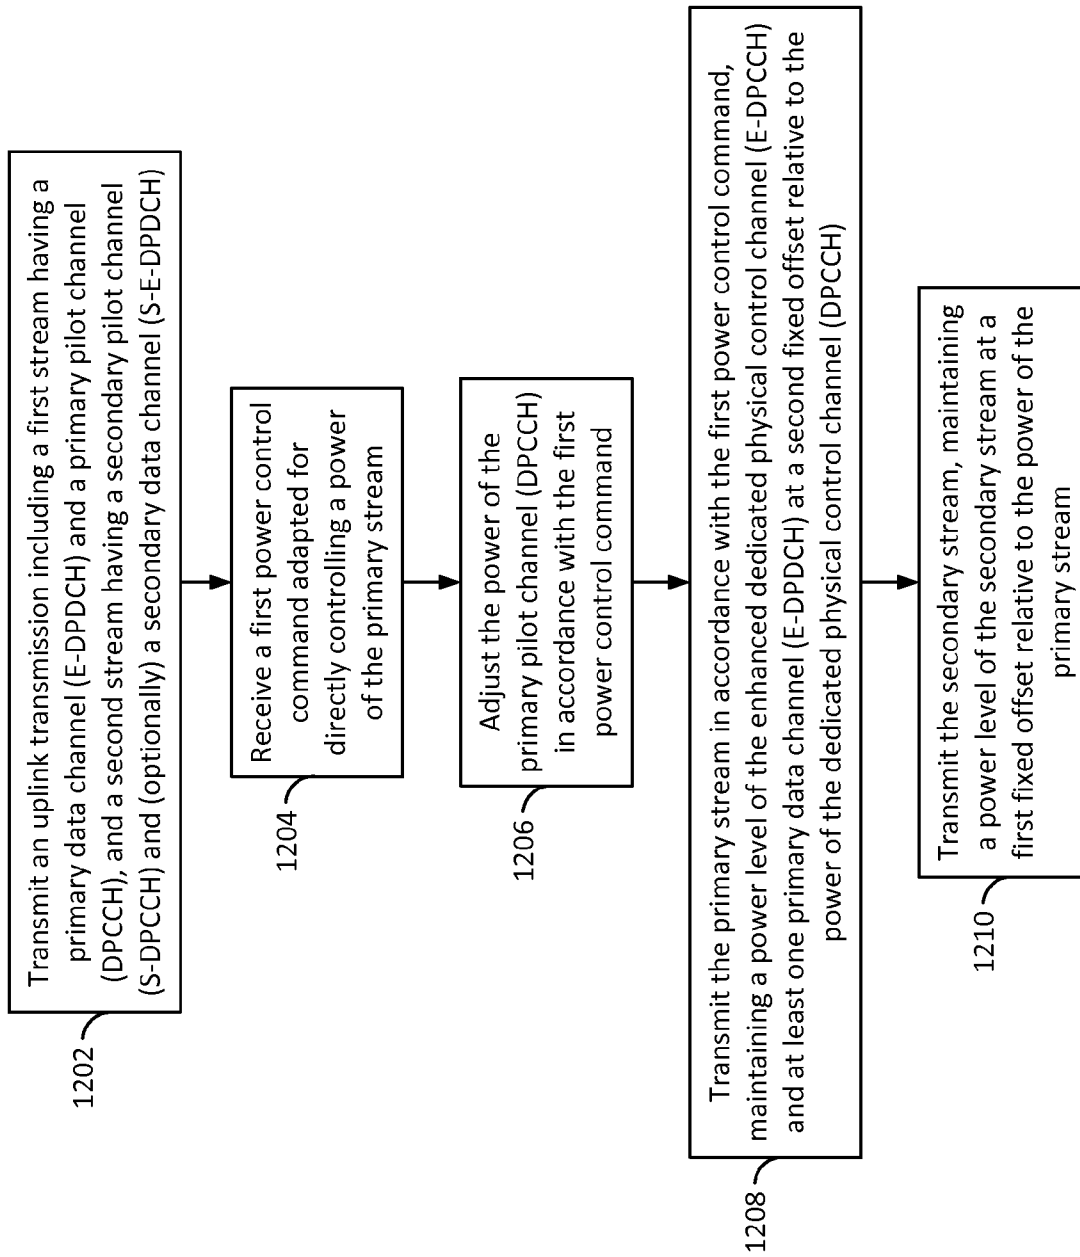 Transmit an uplink transmission including a first stream having a
primary data channel (E-DPDCH) and a primary pilot channel
(DPCCH), and a second stream having a secondary pilot channel
(S-DPCCH) and (optionally) a secondary data channel (S-E-DPDCH)
1202
Receive a first power control
command adapted for
directly controlling a power
of the primary stream
1204
Adjust the power of the
primary pilot channel (DPCCH)
in accordance with the first
power control command
1206
Transmit the primary stream in accordance with the first power control command,
maintaining a power level of the enhanced dedicated physical control channel (E-DPCCH)
and at least one primary data channel (E-DPDCH) at a second fixed offset relative to the
power of the dedicated physical control channel (DPCCH)
1208
Transmit the secondary stream, maintaining
a power level of the secondary stream at a
first fixed offset relative to the power of the
primary stream
1210